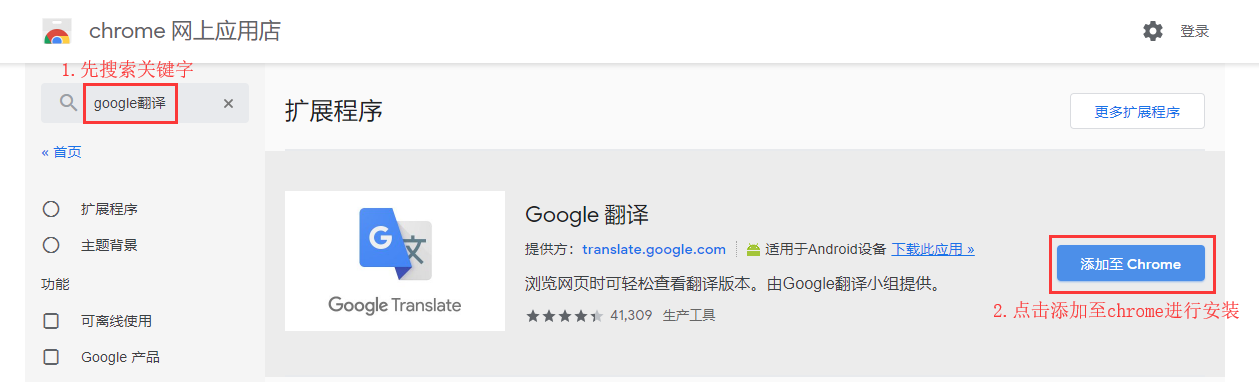 chrome 网上应用店
登录
1.先搜索关键字
google翻译
扩展程序
更多扩展程序
« 首页
扩展程序
主题背景
功能
可离线使用
Google 产品
Google Translate
Google 翻译
提供方：translate.google.com 适用于Android设备 下载此应用 »
浏览网页时可轻松查看翻译版本。由Google翻译小组提供。
41,309 生产工具
添加至 Chrome
2.点击添加至chrome进行安装